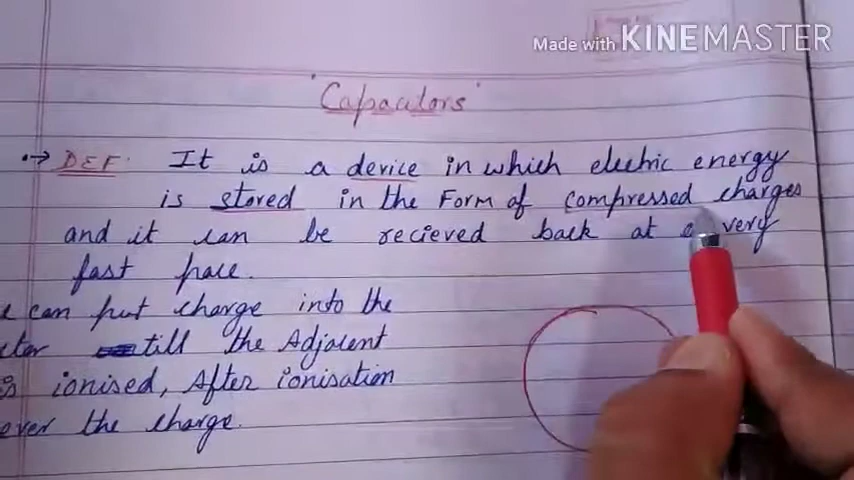 Made with KINEMASTER
'Capacitors'
DEF. It is a device in which electric energy
is stored in the Form of compressed charges
and it can be recieved back at a very
fast pace.
can put charge into the
till the Adjacent
is ionised, After ionisation
over the charge.